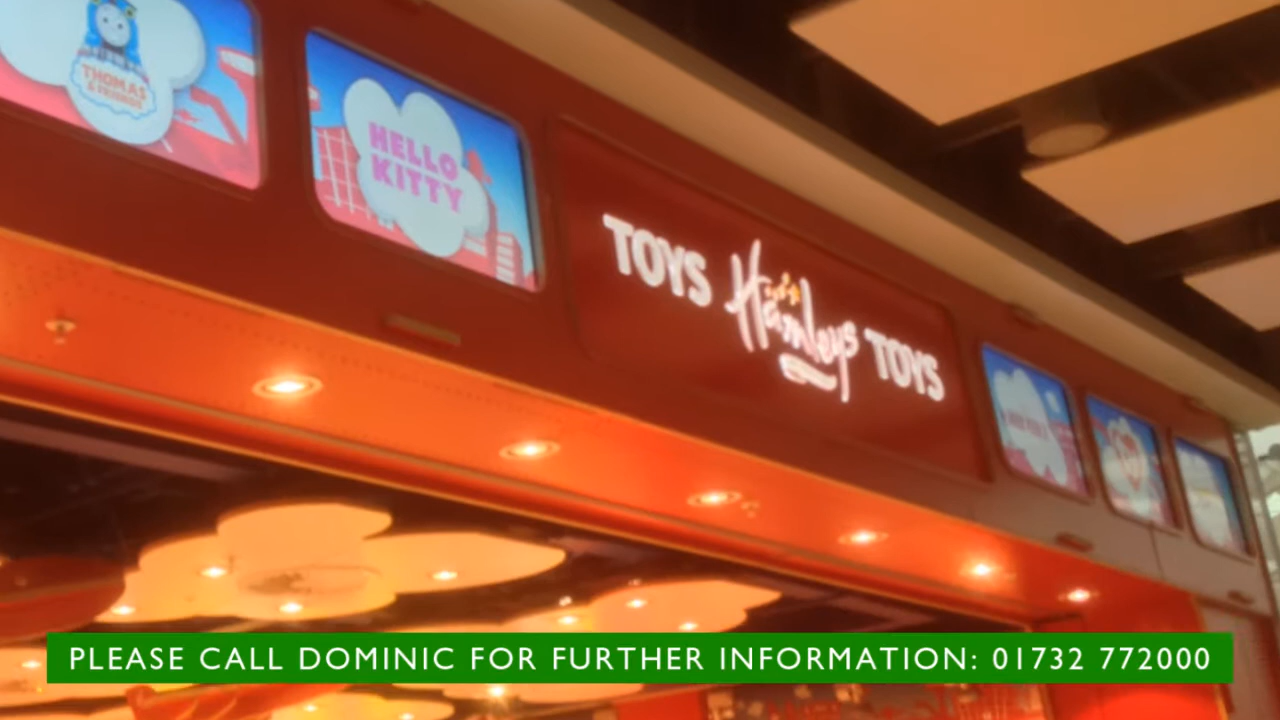 THOMAS
& FRIENDS
HELLO
KITTY
TOYS Hamleys TOYS
PLEASE CALL DOMINIC FOR FURTHER INFORMATION: 01732 772000